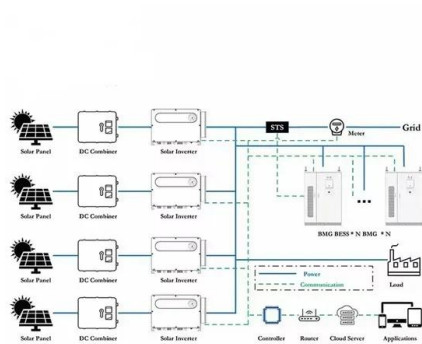 STS
Meter
Grid
Solar Panel
DC Combiner
Solar Inverter
Solar Panel
DC Combiner
Solar Inverter
BMG BESS * N BMG * N
Solar Panel
DC Combiner
Solar Inverter
Power
Communication
Load
Solar Panel
DC Combiner
Solar Inverter
Controller
Router
Cloud Server
Applications